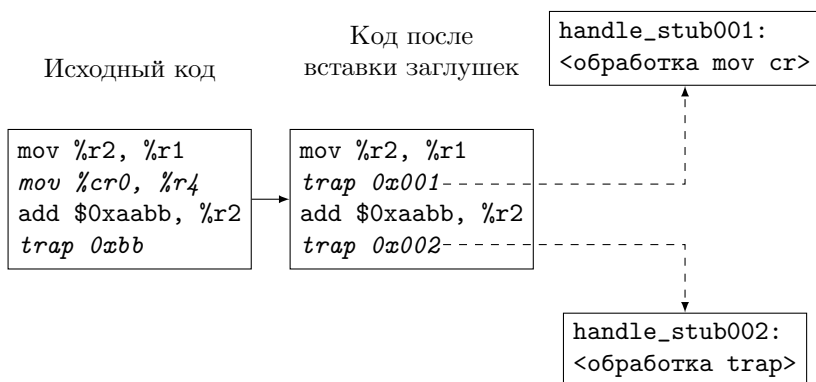 Исходный код
mov %r2, %r1
mov %cr0, %r4
add $0xaabb, %r2
trap 0xbb
Код после
вставки заглушек
mov %r2, %r1
trap 0x001
add $0xaabb, %r2
trap 0x002
handle_stub001:
<обработка mov cr>
handle_stub002:
<обработка trap>